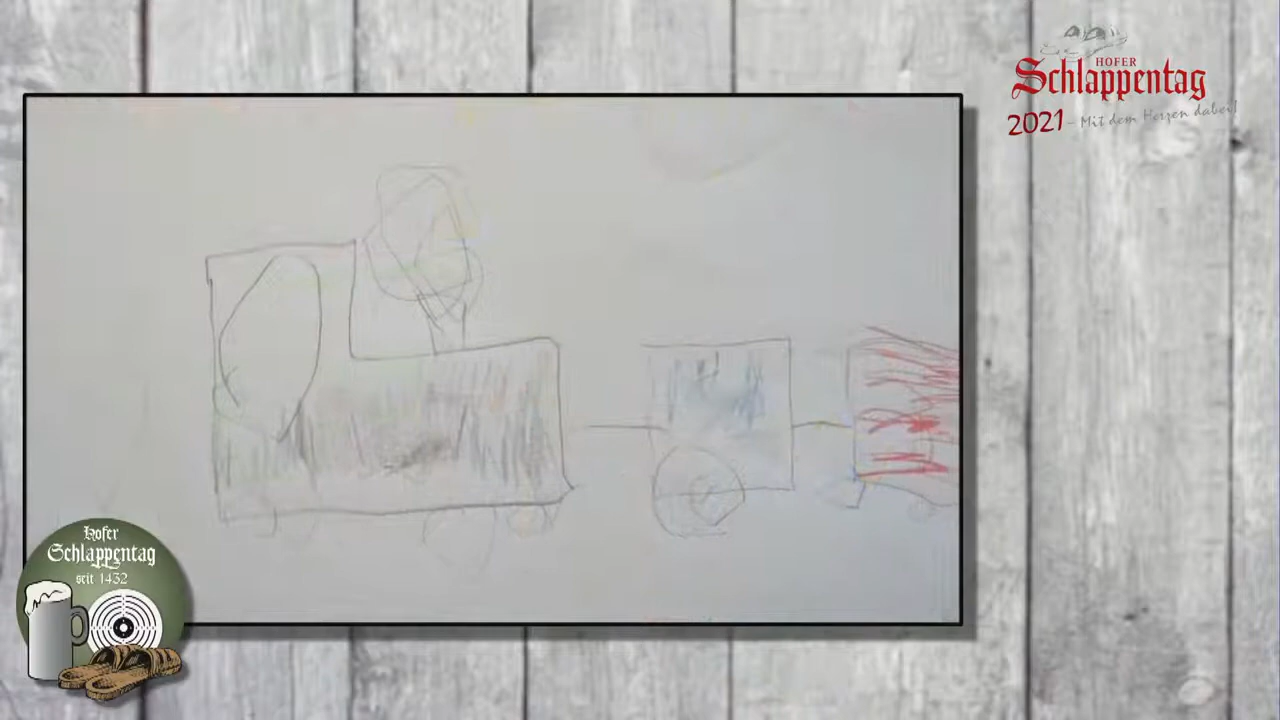 HOFER
Schlappentag
2021 – Mit dem Herzen dabei!
Hofer
Schlappentag
seit 1432